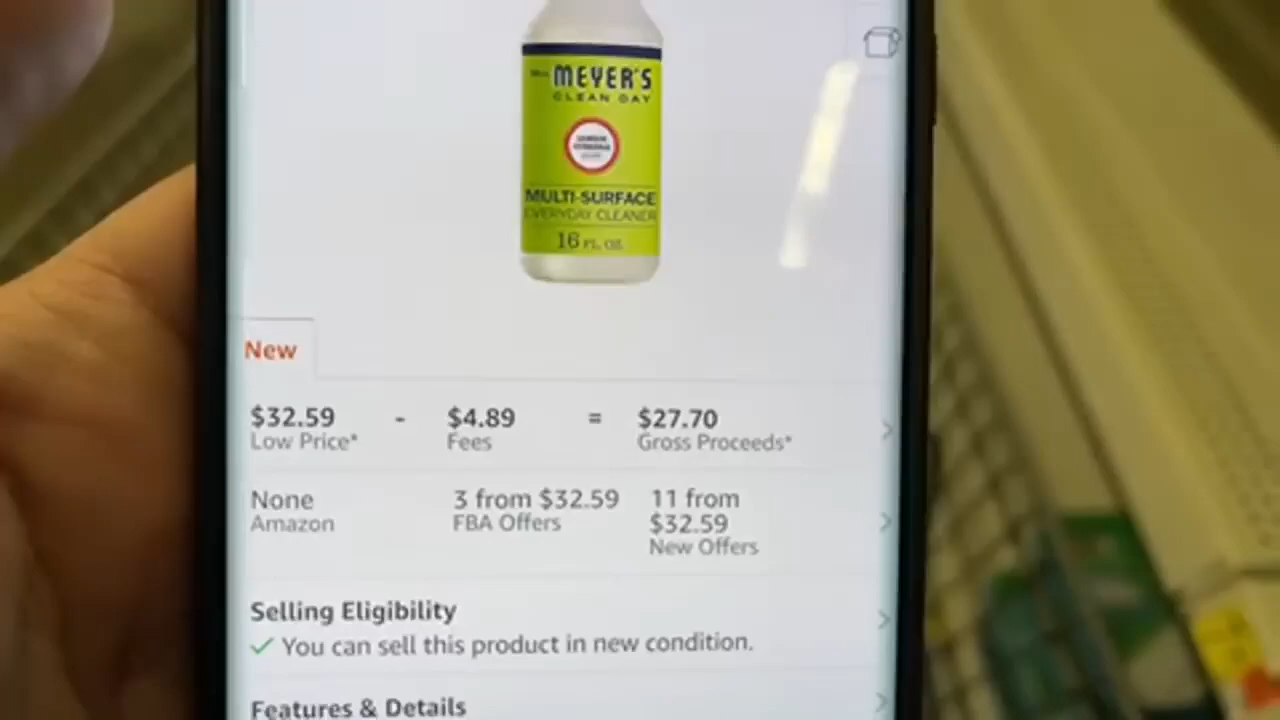 MEYER'S
CLEAN DAY
MULTI-SURFACE
EVERYDAY CLEANER
16 FL. OZ.
New
$32.59 - $4.89 = $27.70
Low Price* Fees Gross Proceeds*
None 3 from $32.59 11 from
Amazon FBA Offers $32.59
New Offers
Selling Eligibility
✓ You can sell this product in new condition.
Features & Details